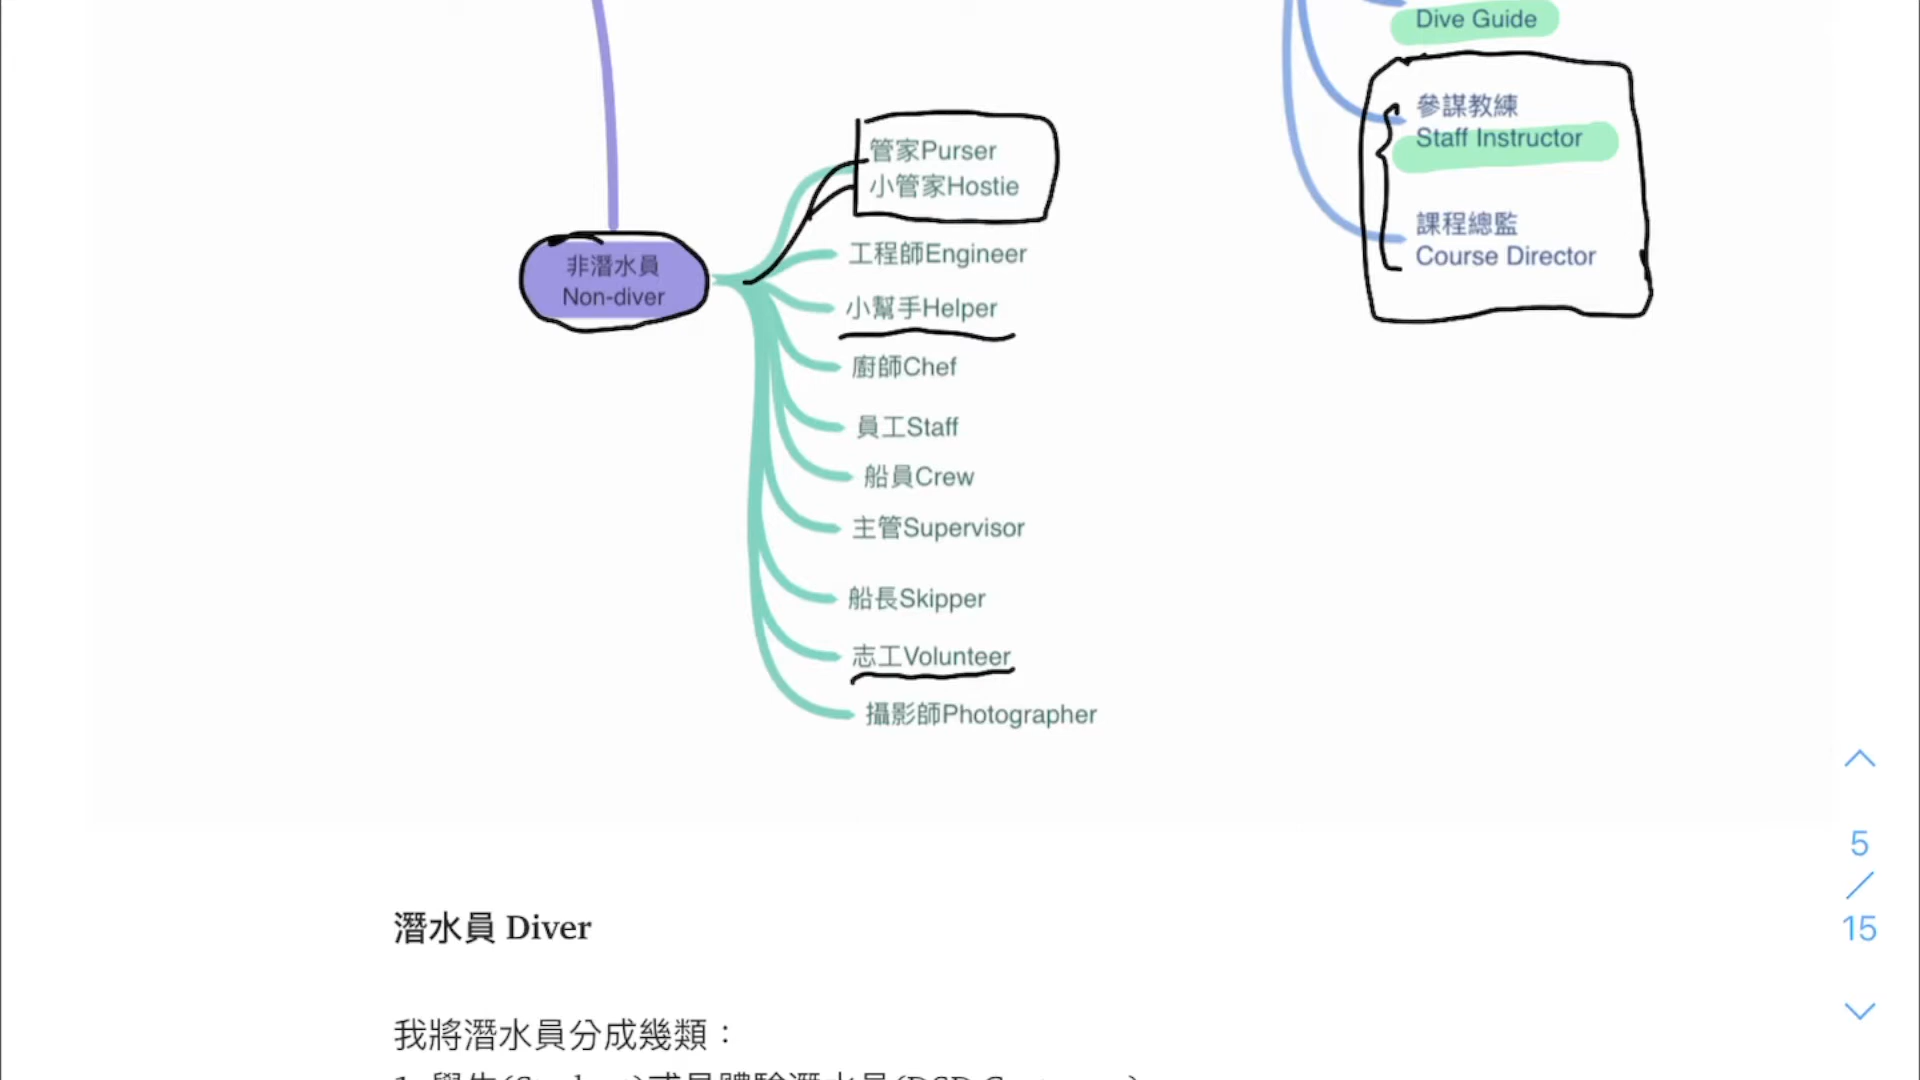 Dive Guide
參謀教練
Staff Instructor
課程總監
Course Director
管家Purser
小管家Hostie
非潛水員
Non-diver
工程師Engineer
小幫手Helper
廚師Chef
員工Staff
船員Crew
主管Supervisor
船長Skipper
志工Volunteer
攝影師Photographer
5
/
15
潛水員 Diver
我將潛水員分成幾類：